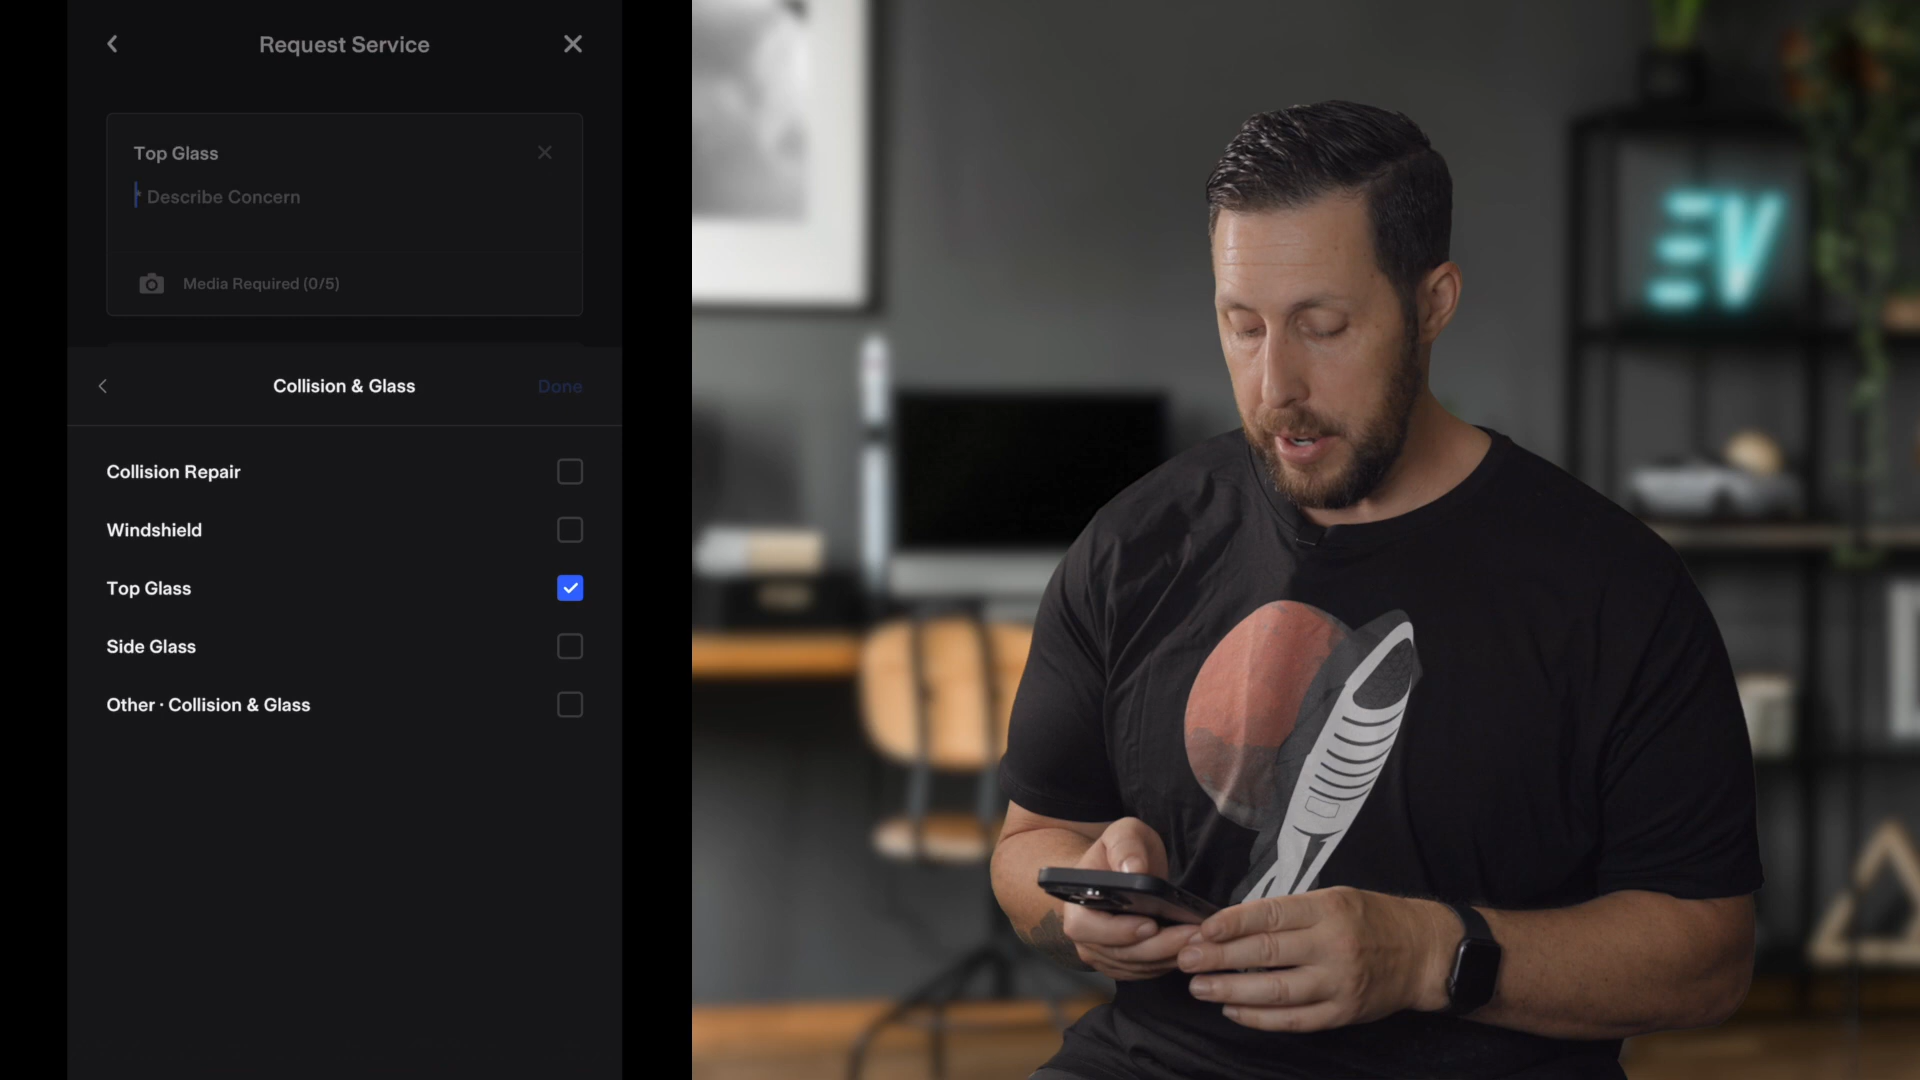 Request Service
Top Glass
* Describe Concern
Media Required (0/5)
Collision & Glass
Done
Collision Repair
Windshield
Top Glass
Side Glass
Other · Collision & Glass
EV